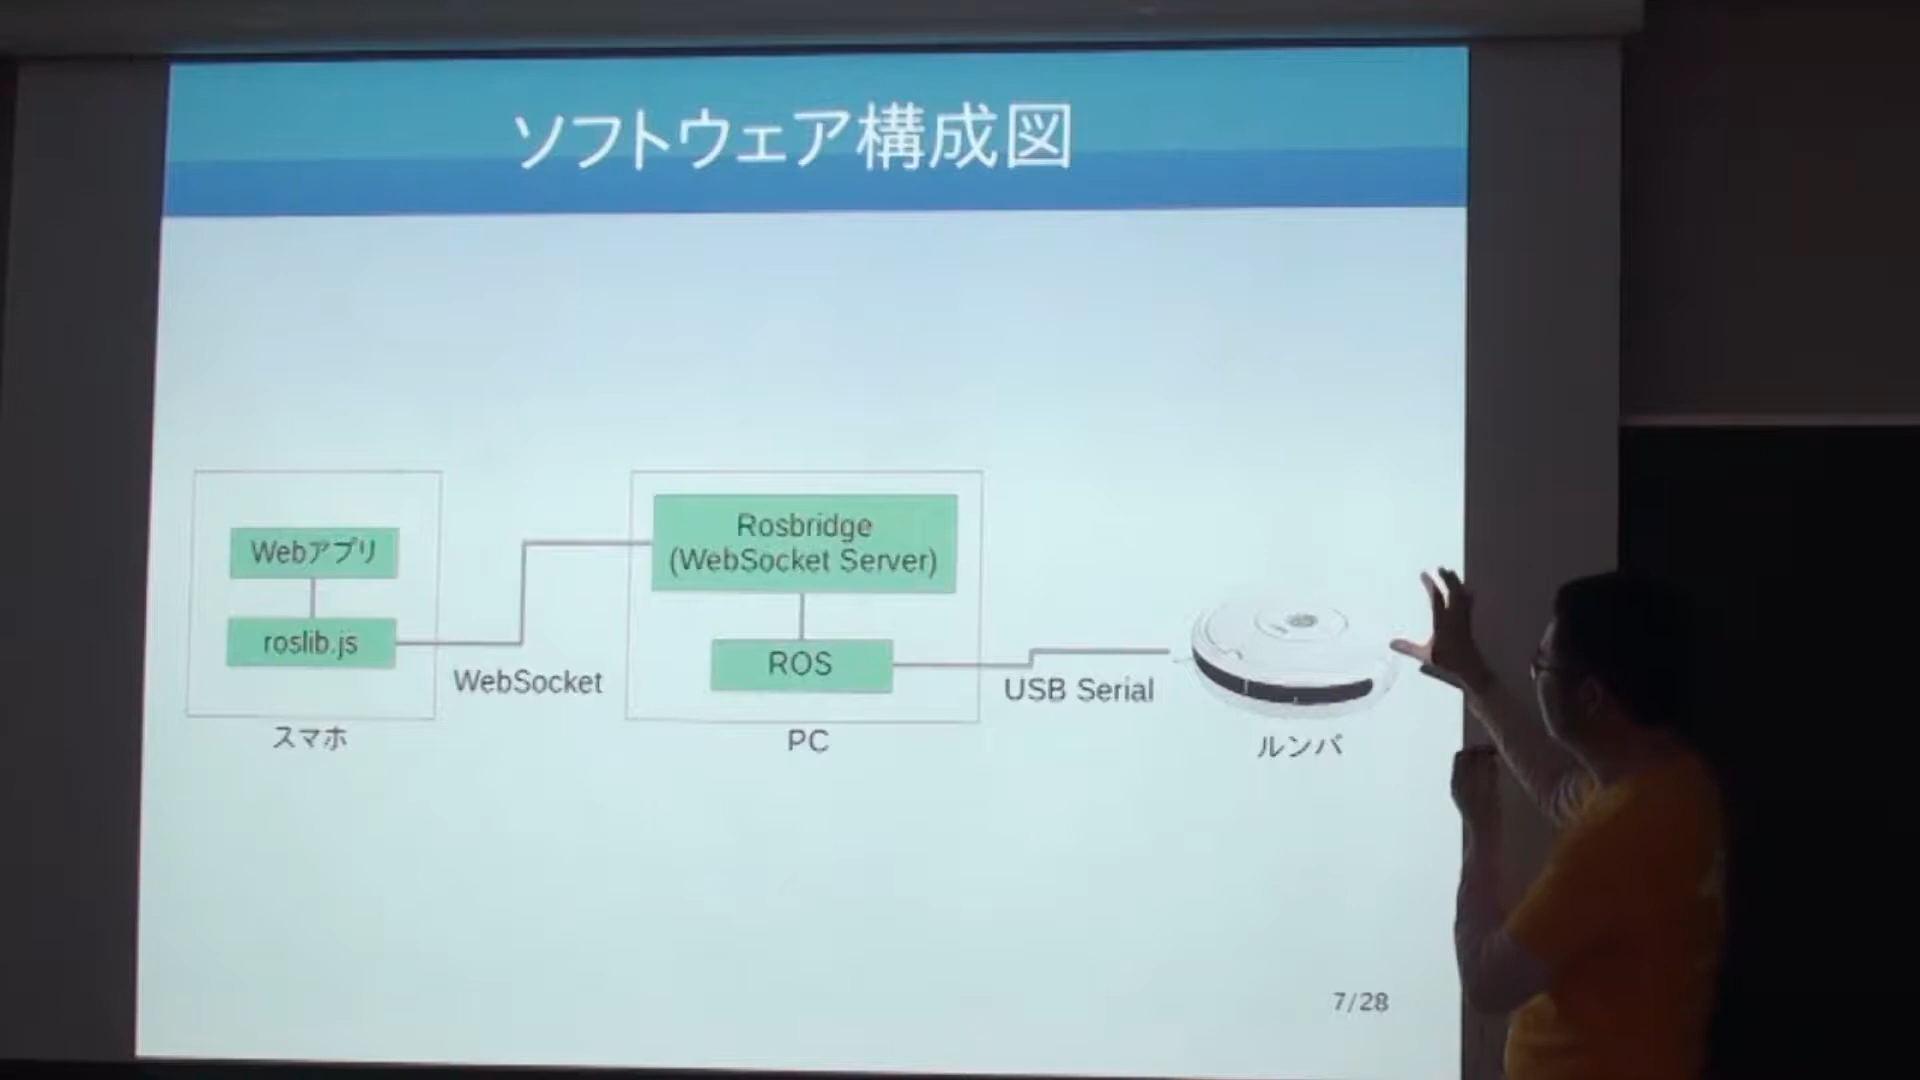 ソフトウェア構成図
Webアプリ
roslib.js
スマホ
WebSocket
Rosbridge
(WebSocket Server)
ROS
PC
USB Serial
ルンバ
7/28